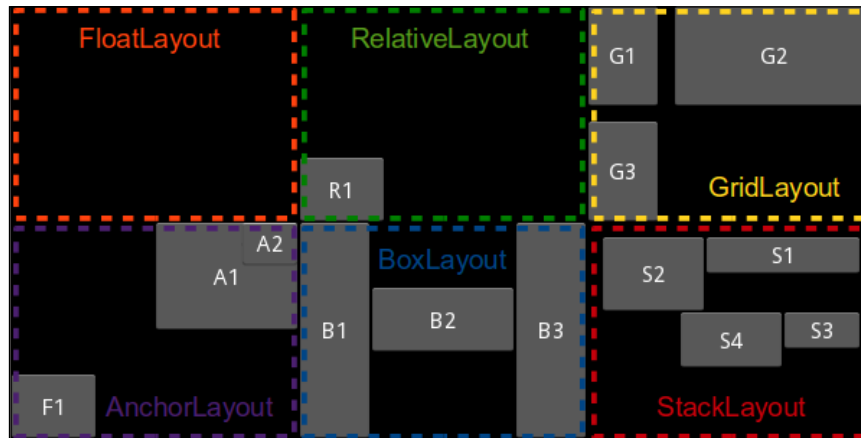 FloatLayout
RelativeLayout
G1 G2
R1
G3
GridLayout
A2
A1
BoxLayout
S2 S1
B1 B2 B3
S4 S3
F1
AnchorLayout
StackLayout